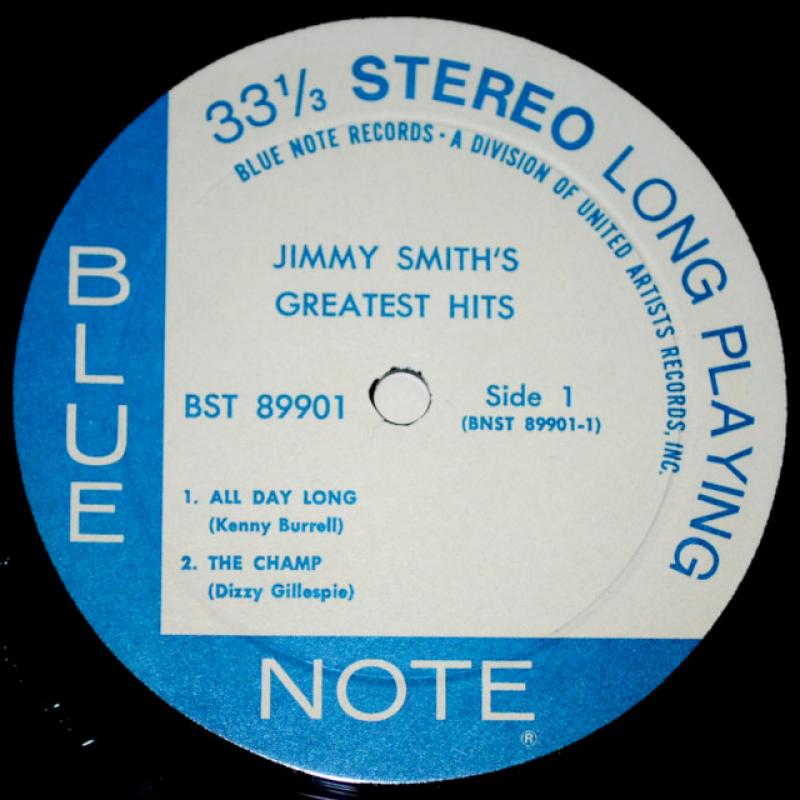 33⅓ STEREO LONG PLAYING
BLUE NOTE RECORDS · A DIVISION OF UNITED ARTISTS RECORDS, INC.
JIMMY SMITH'S
GREATEST HITS
BST 89901
Side 1
(BNST 89901-1)
1. ALL DAY LONG
(Kenny Burrell)
2. THE CHAMP
(Dizzy Gillespie)
BLUE
NOTE
®